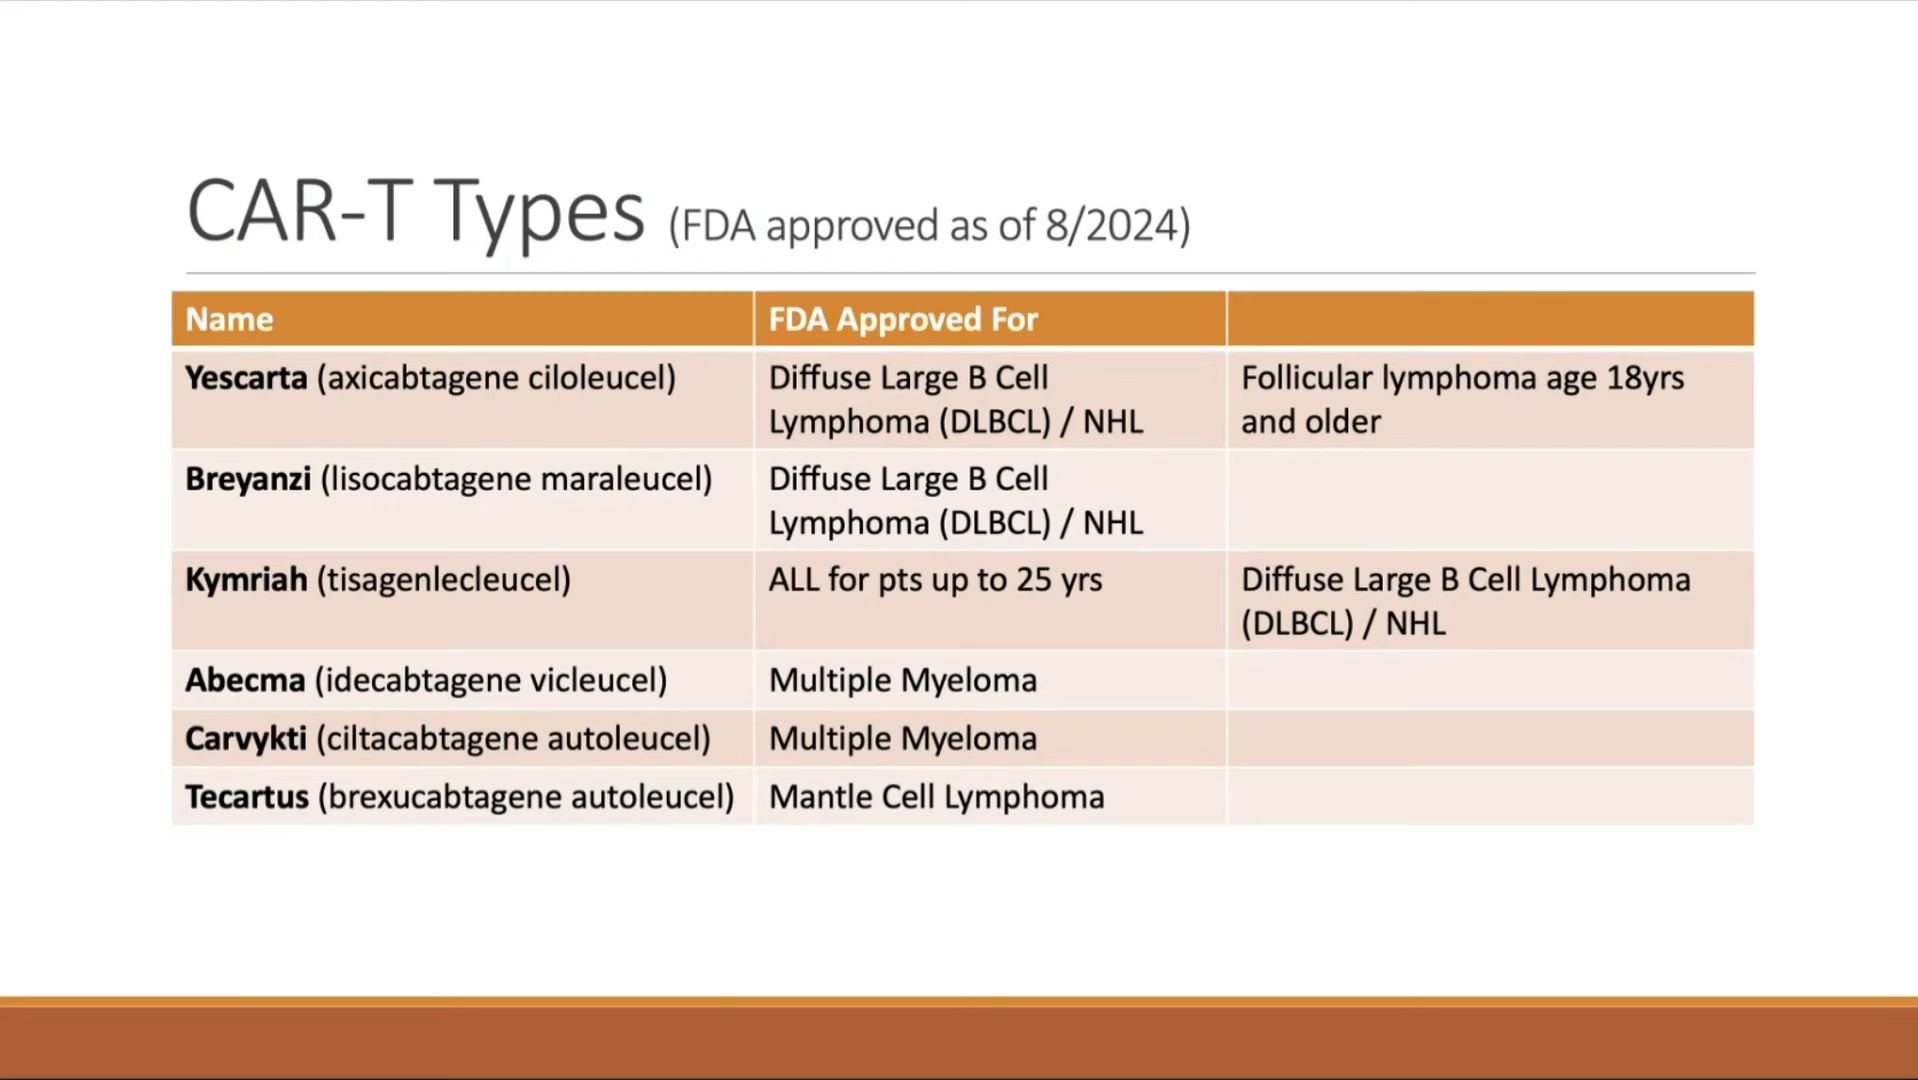 CAR-T Types (FDA approved as of 8/2024)
Name
FDA Approved For
Yescarta (axicabtagene ciloleucel)
Diffuse Large B Cell
Lymphoma (DLBCL) / NHL
Follicular lymphoma age 18yrs
and older
Breyanzi (lisocabtagene maraleucel)
Diffuse Large B Cell
Lymphoma (DLBCL) / NHL
Kymriah (tisagenlecleucel)
ALL for pts up to 25 yrs
Diffuse Large B Cell Lymphoma
(DLBCL) / NHL
Abecma (idecabtagene vicleucel)
Multiple Myeloma
Carvykti (ciltacabtagene autoleucel)
Multiple Myeloma
Tecartus (brexucabtagene autoleucel)
Mantle Cell Lymphoma